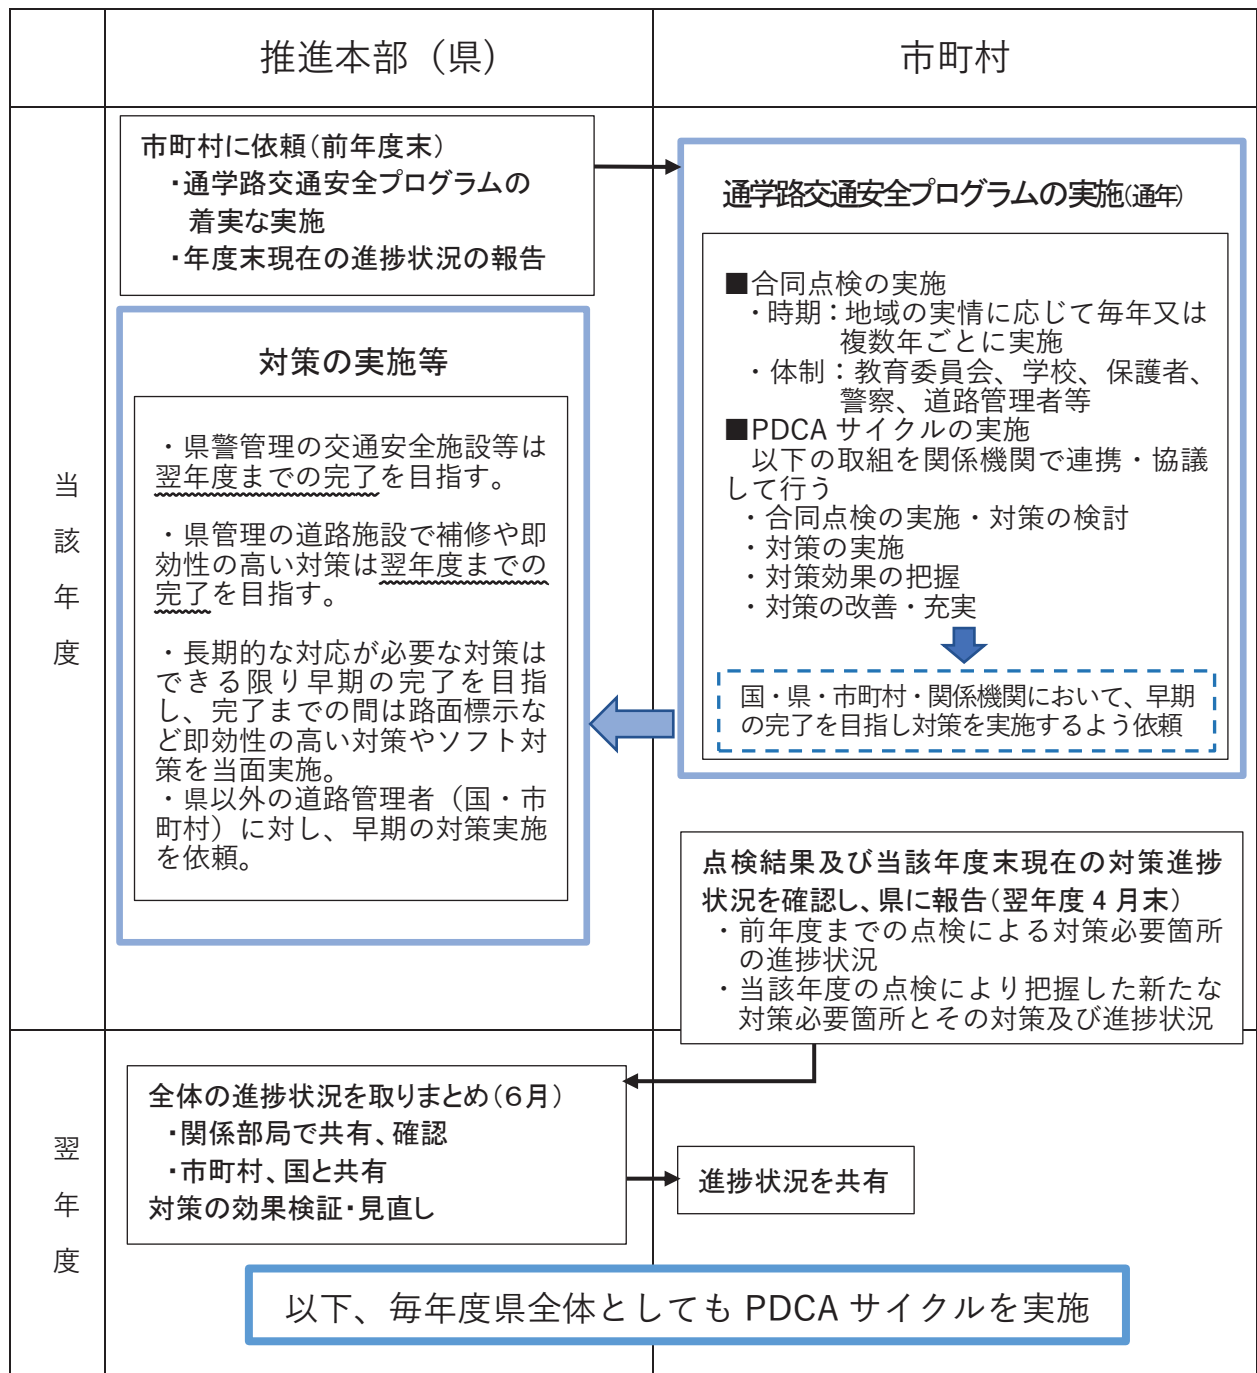 推進本部（県）
市町村
当該年度
市町村に依頼（前年度末）
・通学路交通安全プログラムの
着実な実施
・年度末現在の進捗状況の報告
通学路交通安全プログラムの実施（通年）
■合同点検の実施
・時期：地域の実情に応じて毎年又は
複数年ごとに実施
・体制：教育委員会、学校、保護者、
警察、道路管理者等
■PDCA サイクルの実施
以下の取組を関係機関で連携・協議
して行う
・合同点検の実施・対策の検討
・対策の実施
・対策効果の把握
・対策の改善・充実
国・県・市町村・関係機関において、早期
の完了を目指し対策を実施するよう依頼
対策の実施等
・県警管理の交通安全施設等は
翌年度までの完了を目指す。
・県管理の道路施設で補修や即
効性の高い対策は翌年度までの
完了を目指す。
・長期的な対応が必要な対策は
できる限り早期の完了を目指
し、完了までの間は路面標示な
ど即効性の高い対策やソフト対
策を当面実施。
・県以外の道路管理者（国・市
町村）に対し、早期の対策実施
を依頼。
点検結果及び当該年度末現在の対策進捗
状況を確認し、県に報告（翌年度 4 月末）
・前年度までの点検による対策必要箇所
の進捗状況
・当該年度の点検により把握した新たな
対策必要箇所とその対策及び進捗状況
翌年度
全体の進捗状況を取りまとめ（6月）
・関係部局で共有、確認
・市町村、国と共有
対策の効果検証・見直し
進捗状況を共有
以下、毎年度県全体としても PDCA サイクルを実施